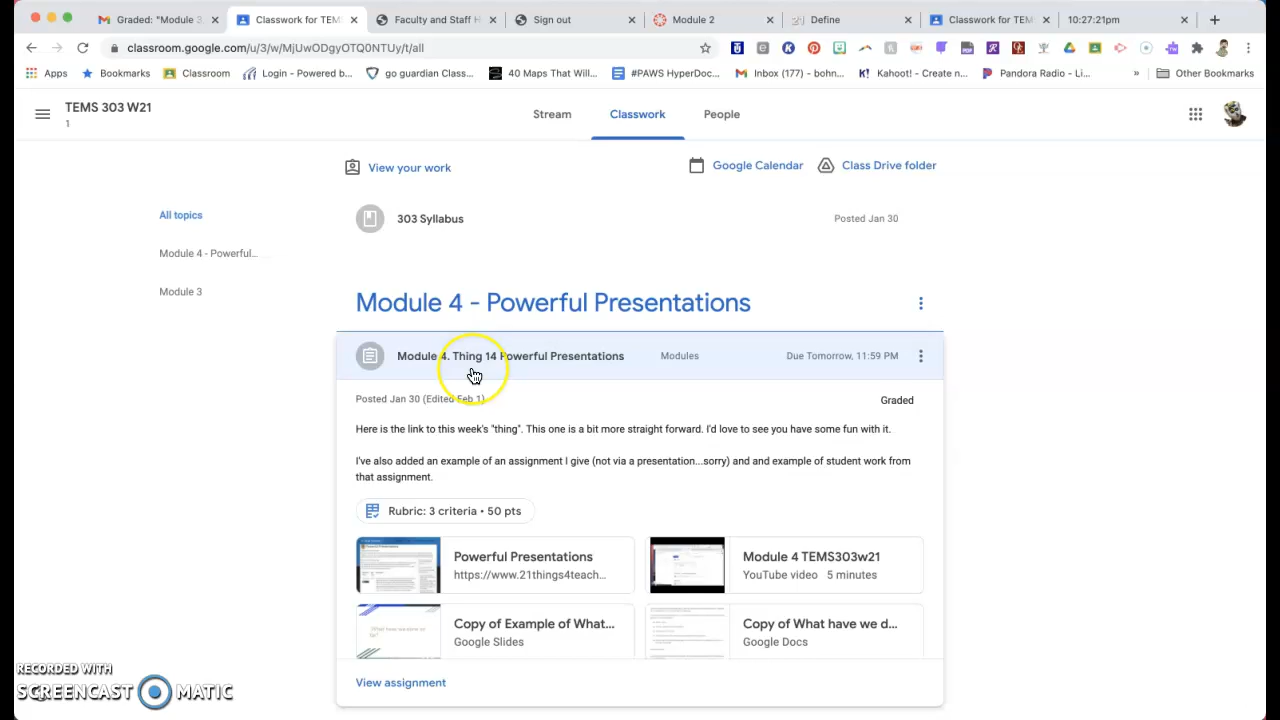 Graded: "Module 3,
Classwork for TEM
Faculty and Staff H
Sign out
Module 2
Define
Classwork for TEM
10:27:21pm
classroom.google.com/u/3/w/MjUwODgyOTQ0NTUy/t/all
Apps
Bookmarks
Classroom
Login - Powered b...
go guardian Class...
40 Maps That Will...
#PAWS HyperDoc...
Inbox (177) - bohn...
Kahoot! - Create n...
Pandora Radio - Li...
»
Other Bookmarks
TEMS 303 W21
1
Stream
Classwork
People
View your work
Google Calendar
Class Drive folder
All topics
303 Syllabus
Posted Jan 30
Module 4 - Powerful...
Module 3
Module 4 - Powerful Presentations
Module 4. Thing 14 Powerful Presentations
Modules
Due Tomorrow, 11:59 PM
Posted Jan 30 (Edited Feb 1)
Graded
Here is the link to this week's "thing". This one is a bit more straight forward. I'd love to see you have some fun with it.
I've also added an example of an assignment I give (not via a presentation...sorry) and and example of student work from
that assignment.
Rubric: 3 criteria • 50 pts
Powerful Presentations
https://www.21things4teach...
Module 4 TEMS303w21
YouTube video 5 minutes
Copy of Example of What...
Google Slides
Copy of What have we d...
Google Docs
View assignment
RECORDED WITH
SCREENCAST MATIC